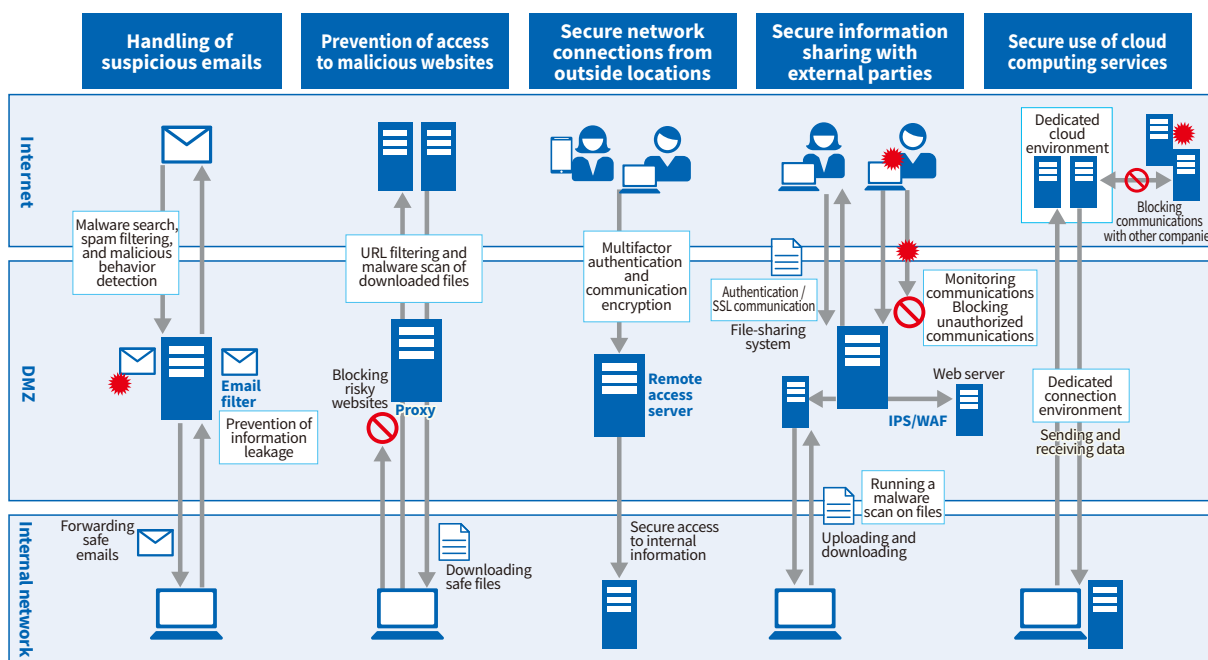 Handling of
suspicious emails
Prevention of access
to malicious websites
Secure network
connections from
outside locations
Secure information
sharing with
external parties
Secure use of cloud
computing services
Internet
Malware search,
spam filtering,
and malicious
behavior
detection
URL filtering and
malware scan of
downloaded files
Multifactor
authentication
and
communication
encryption
Authentication /
SSL communication
File-sharing
system
Monitoring
communications
Blocking
unauthorized
communications
Dedicated
cloud
environment
Blocking
communications
with other companie
DMZ
Email
filter
Prevention of
information
leakage
Blocking
risky
websites
Proxy
Remote
access
server
Web server
IPS/WAF
Dedicated
connection
environment
Sending and
receiving data
Internal network
Forwarding
safe
emails
Downloading
safe files
Secure access
to internal
information
Running a
malware
scan on files
Uploading and
downloading